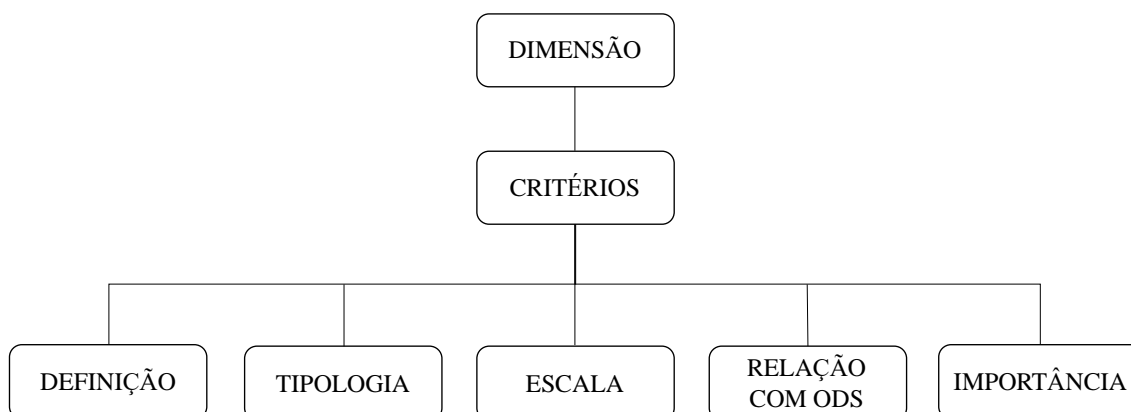 DIMENSÃO
CRITÉRIOS
DEFINIÇÃO
TIPOLOGIA
ESCALA
RELAÇÃO
COM ODS
IMPORTÂNCIA